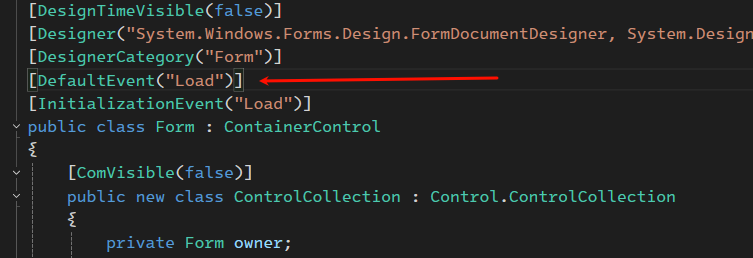 [DesignTimeVisible(false)]
[Designer("System.Windows.Forms.Design.FormDocumentDesigner, System.Design
[DesignerCategory("Form")]
[DefaultEvent("Load")]
[InitializationEvent("Load")]
public class Form : ContainerControl
{
[ComVisible(false)]
public new class ControlCollection : Control.ControlCollection
{
private Form owner;